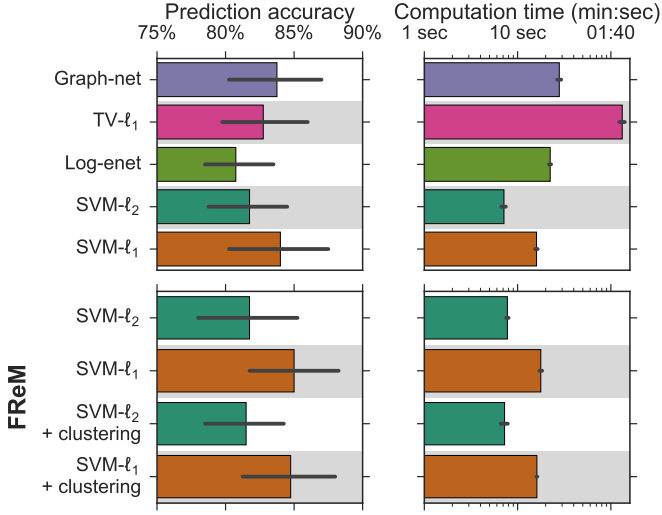 Prediction accuracy
Computation time (min:sec)
75% 80% 85% 90%
1 sec 10 sec 01:40
Graph-net
TV-ℓ₁
Log-enet
SVM-ℓ₂
SVM-ℓ₁
FReM
SVM-ℓ₂
SVM-ℓ₁
SVM-ℓ₂
+ clustering
SVM-ℓ₁
+ clustering